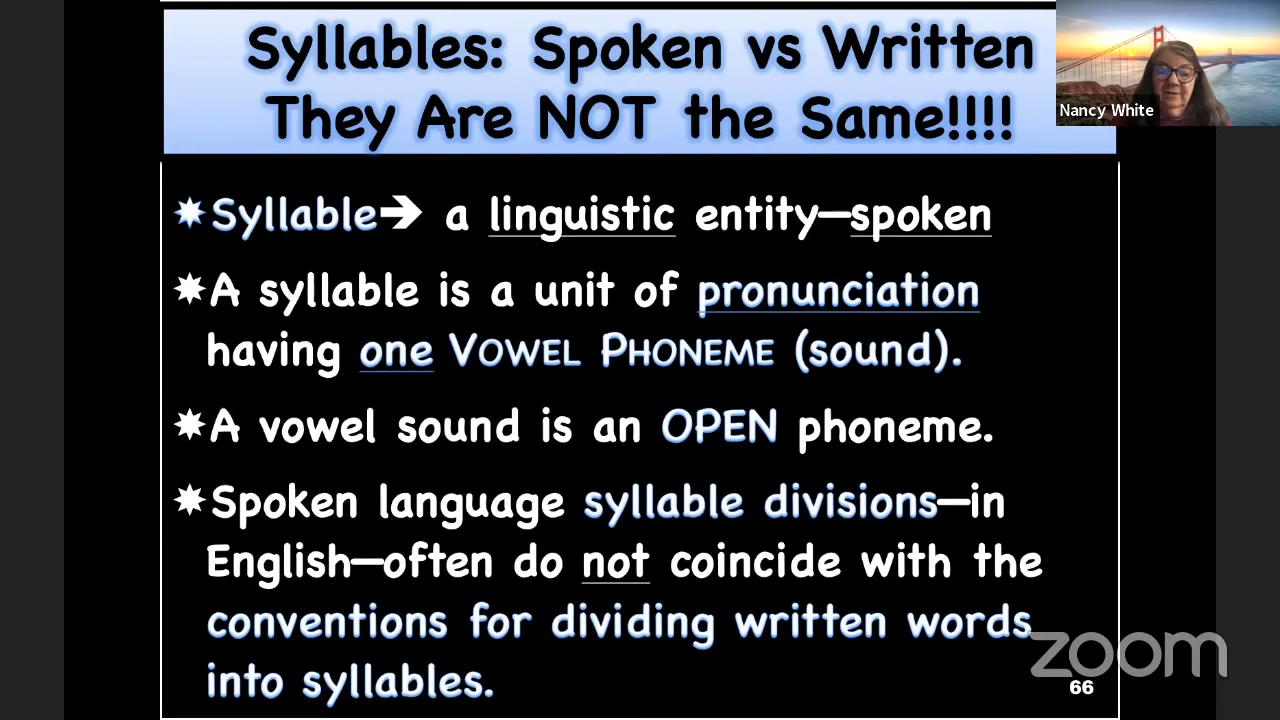 Syllables: Spoken vs Written
They Are NOT the Same!!!!
Nancy White
Syllable➔ a linguistic entity—spoken
A syllable is a unit of pronunciation
having one VOWEL PHONEME (sound).
A vowel sound is an OPEN phoneme.
Spoken language syllable divisions—in
English—often do not coincide with the
conventions for dividing written words
into syllables.
zoom
66